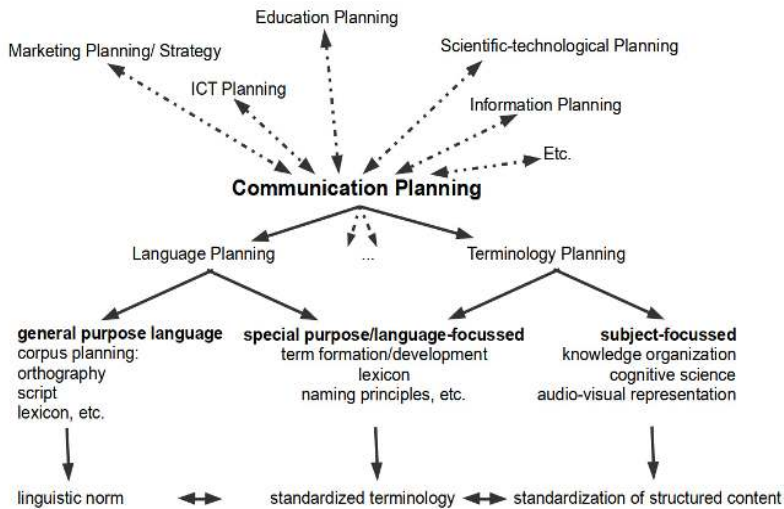 Education Planning
Marketing Planning/ Strategy
Scientific-technological Planning
ICT Planning
Information Planning
Etc.
Communication Planning
Language Planning
...
Terminology Planning
general purpose language
corpus planning:
orthography
script
lexicon, etc.
special purpose/language-focussed
term formation/development
lexicon
naming principles, etc.
subject-focussed
knowledge organization
cognitive science
audio-visual representation
linguistic norm
standardized terminology
standardization of structured content